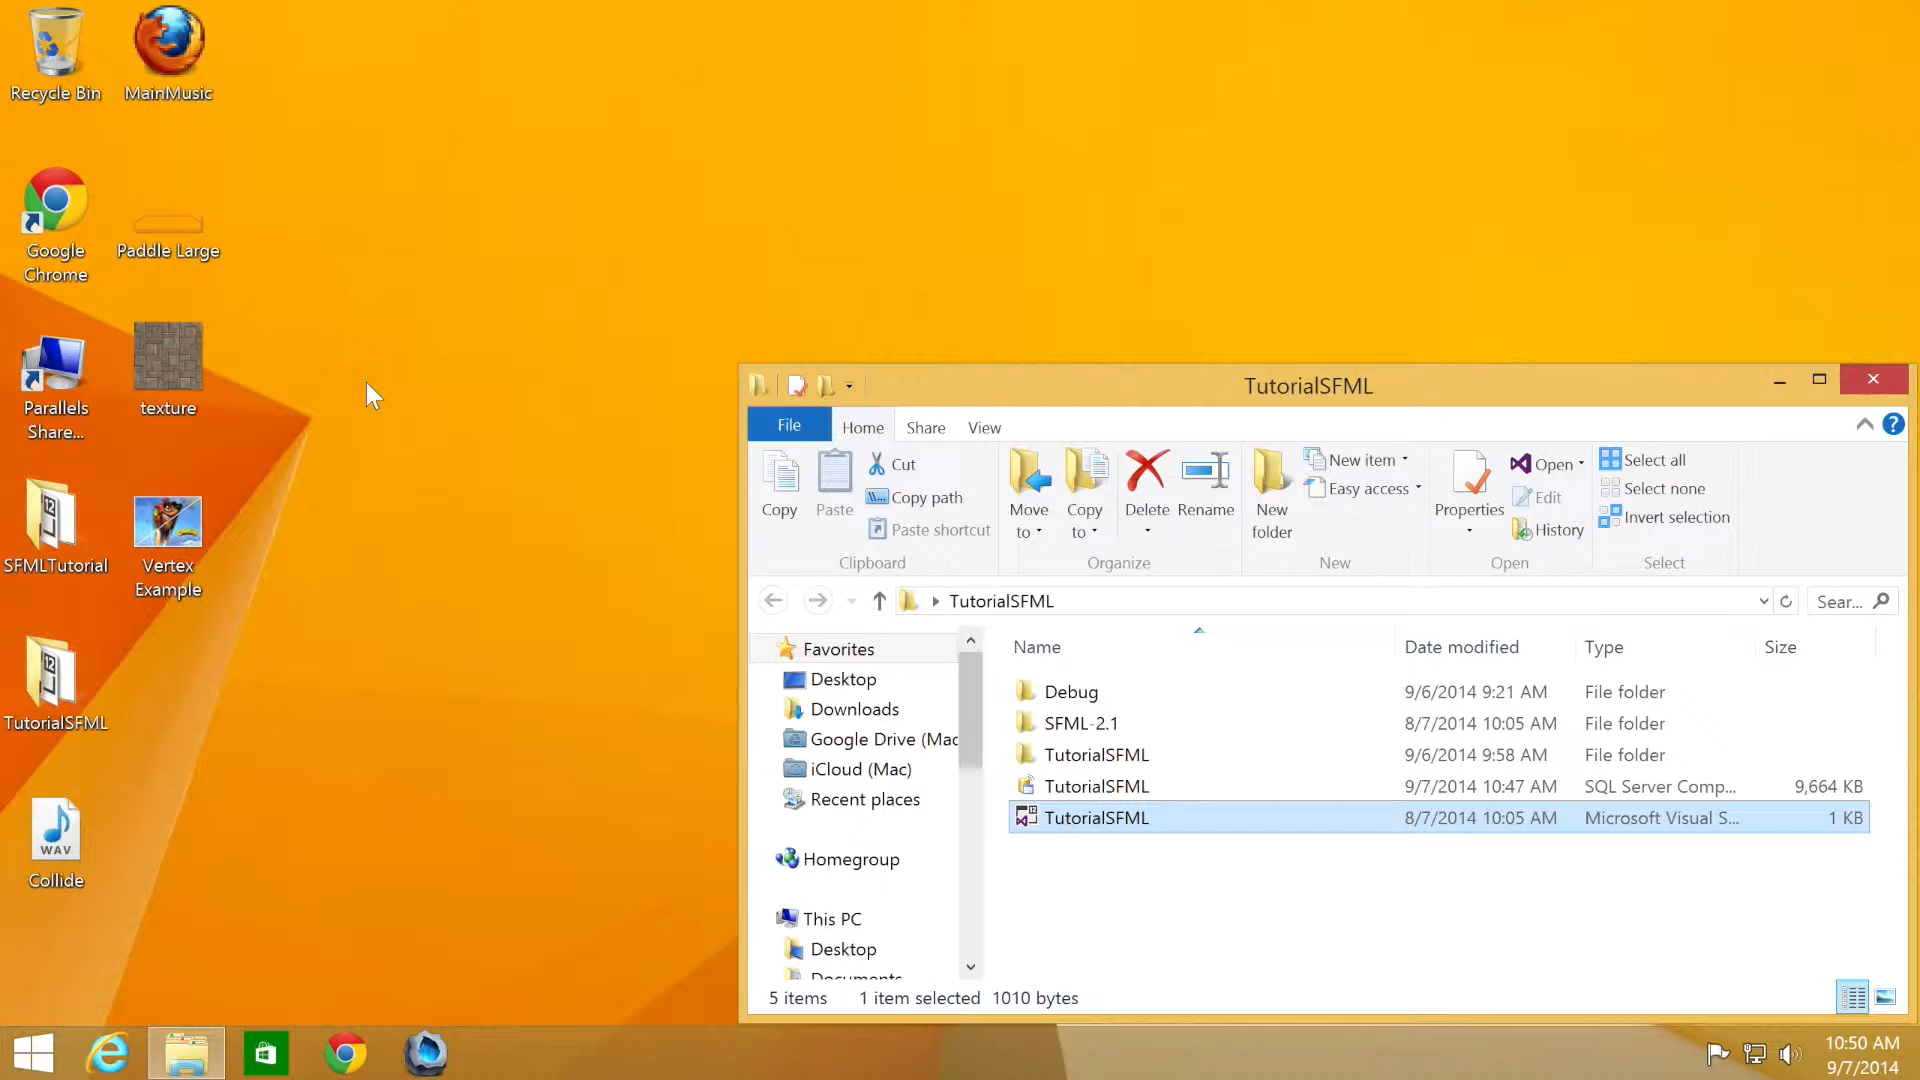 Recycle Bin
MainMusic
Google
Chrome
Paddle Large
Parallels
Share...
texture
12
SFMLTutorial
Vertex
Example
12
TutorialSFML
WAV
Collide
TutorialSFML
File
Home
Share
View
Copy
Paste
Cut
Copy path
Paste shortcut
Clipboard
Move
to
Copy
to
Delete
Rename
Organize
New
folder
New item
Easy access
New
Properties
Open
Edit
History
Open
Select all
Select none
Invert selection
Select
TutorialSFML
Sear...
Name
Date modified
Type
Size
Favorites
Desktop
Downloads
Google Drive (Mac
iCloud (Mac)
Recent places
Homegroup
This PC
Desktop
Documents
Debug 9/6/2014 9:21 AM File folder
SFML-2.1 8/7/2014 10:05 AM File folder
TutorialSFML 9/6/2014 9:58 AM File folder
TutorialSFML 9/7/2014 10:47 AM SQL Server Comp... 9,664 KB
TutorialSFML 8/7/2014 10:05 AM Microsoft Visual S... 1 KB
5 items 1 item selected 1010 bytes
10:50 AM
9/7/2014